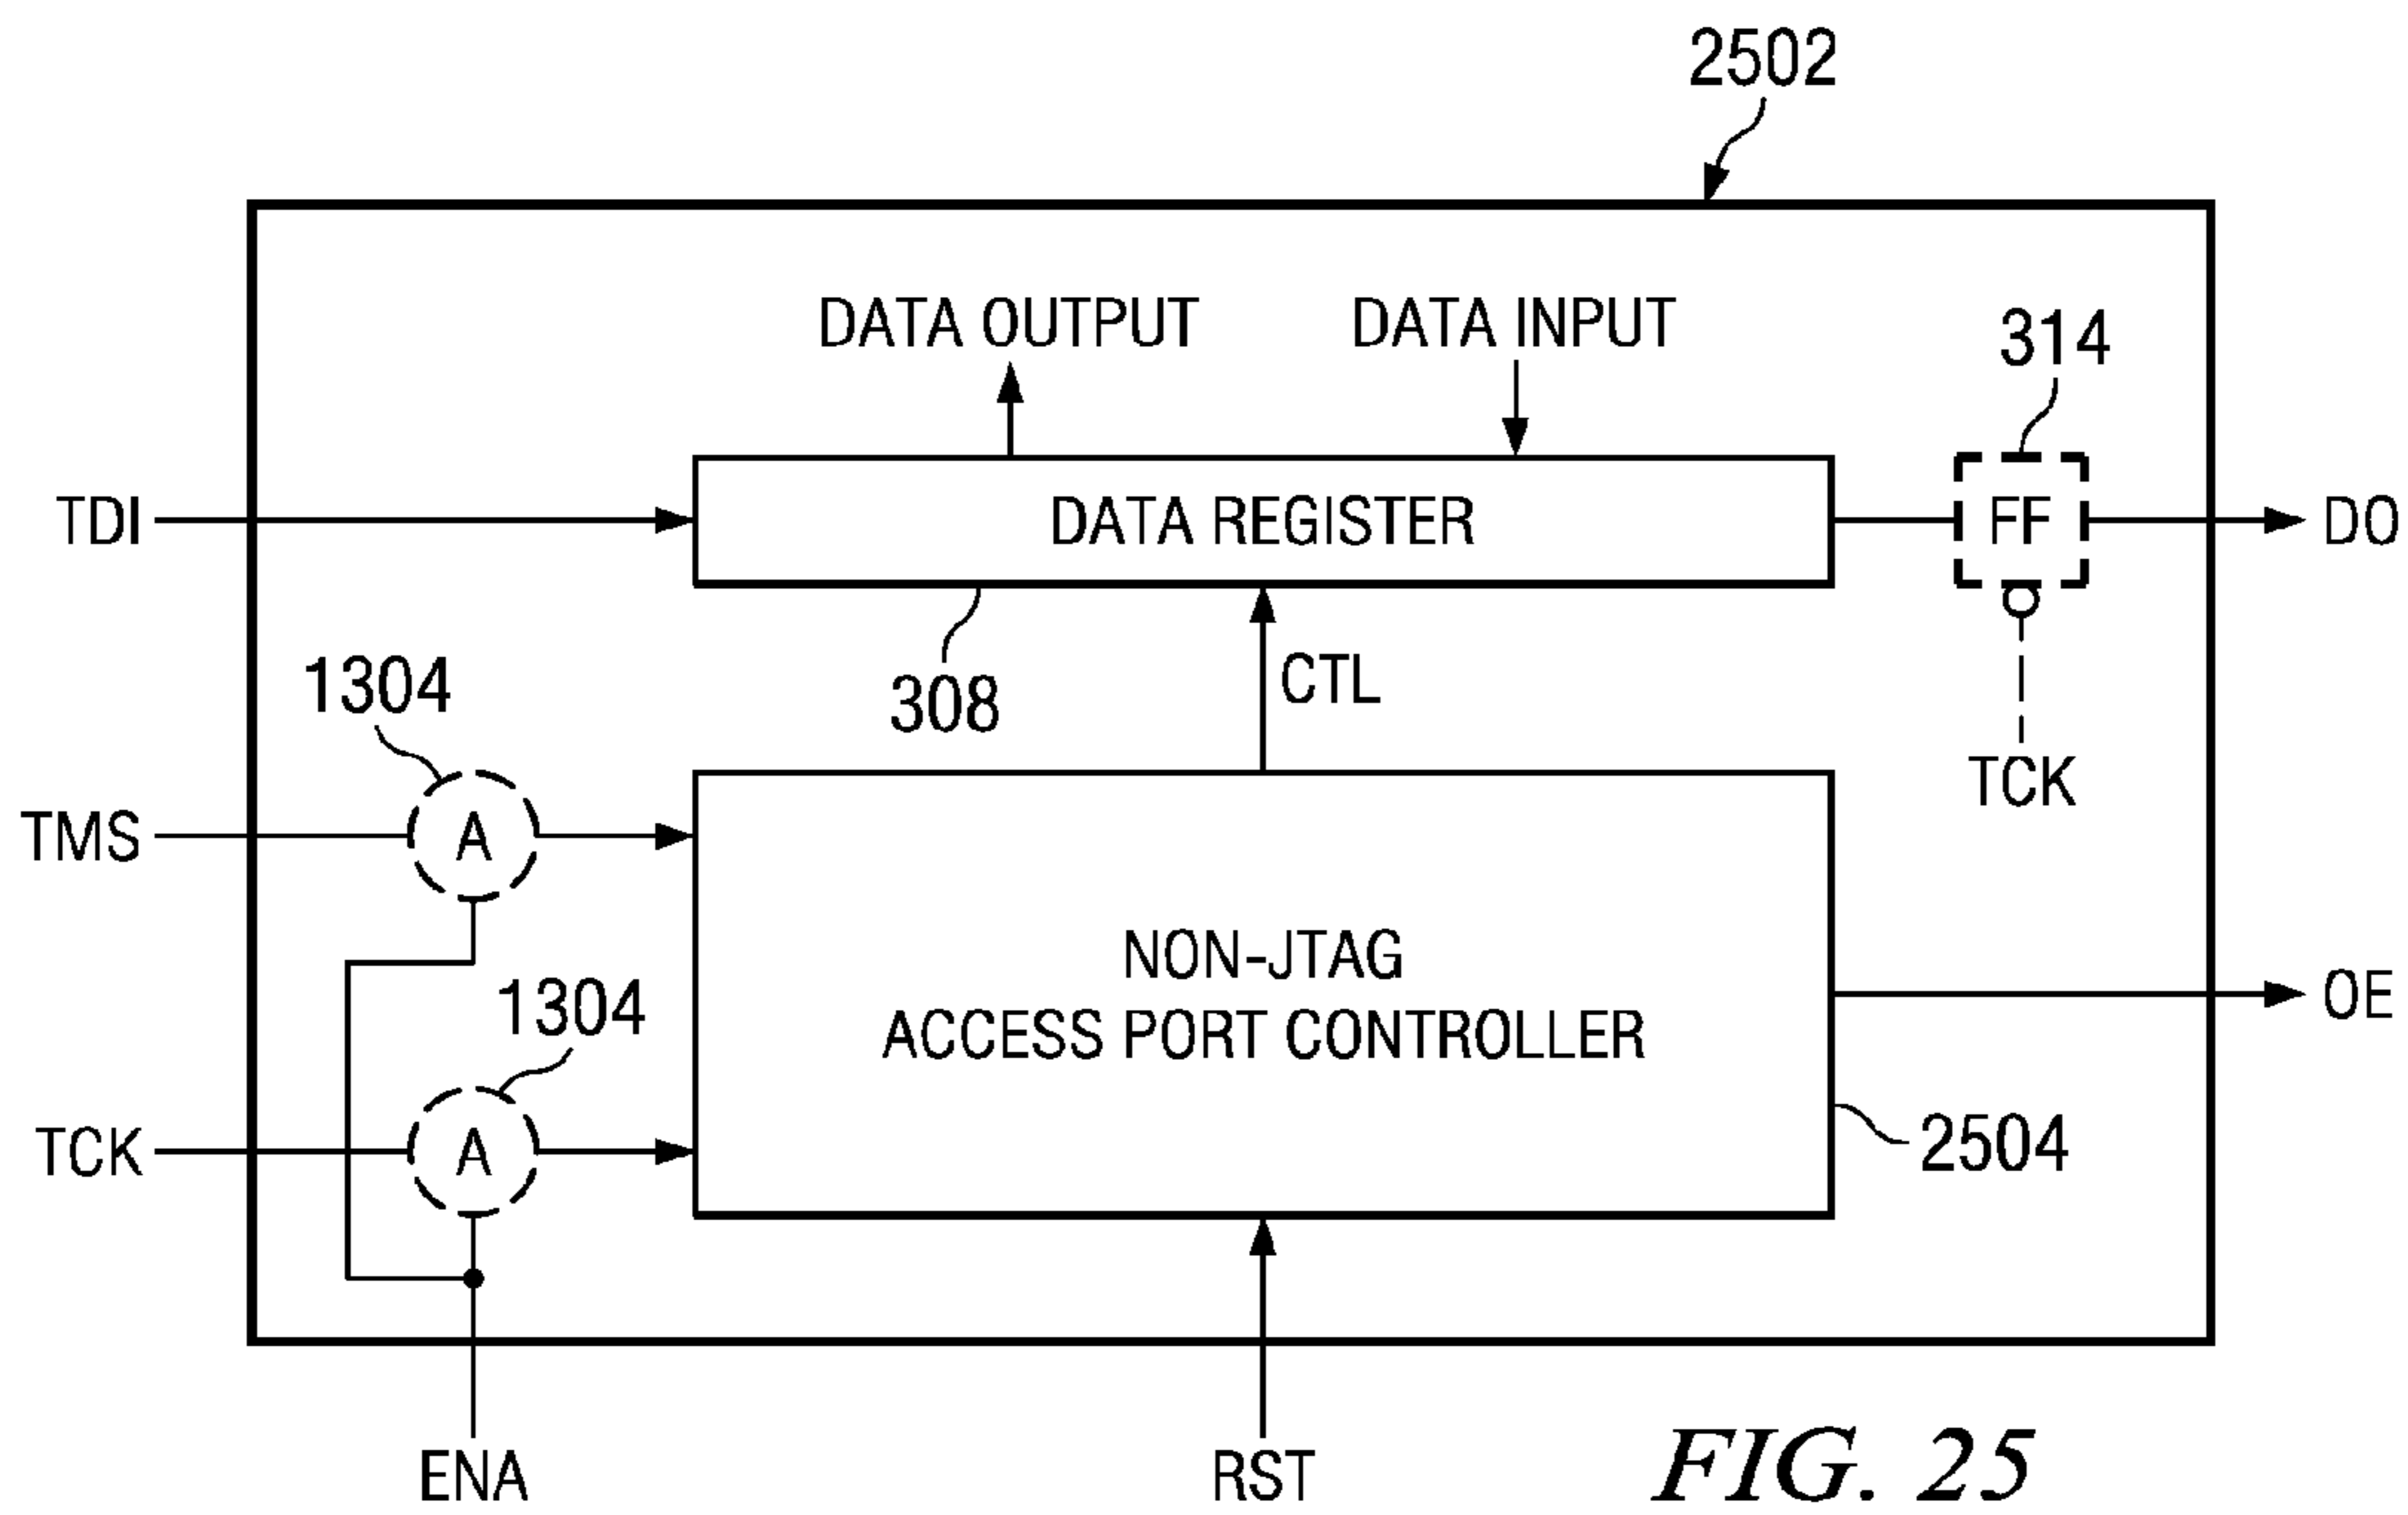 2502
DATA OUTPUT
DATA INPUT
314
TDI
DATA REGISTER
FF
DO
1304
308
CTL
TCK
TMS
A
NON-JTAG
ACCESS PORT CONTROLLER
1304
OE
TCK
A
2504
ENA
RST
FIG. 25